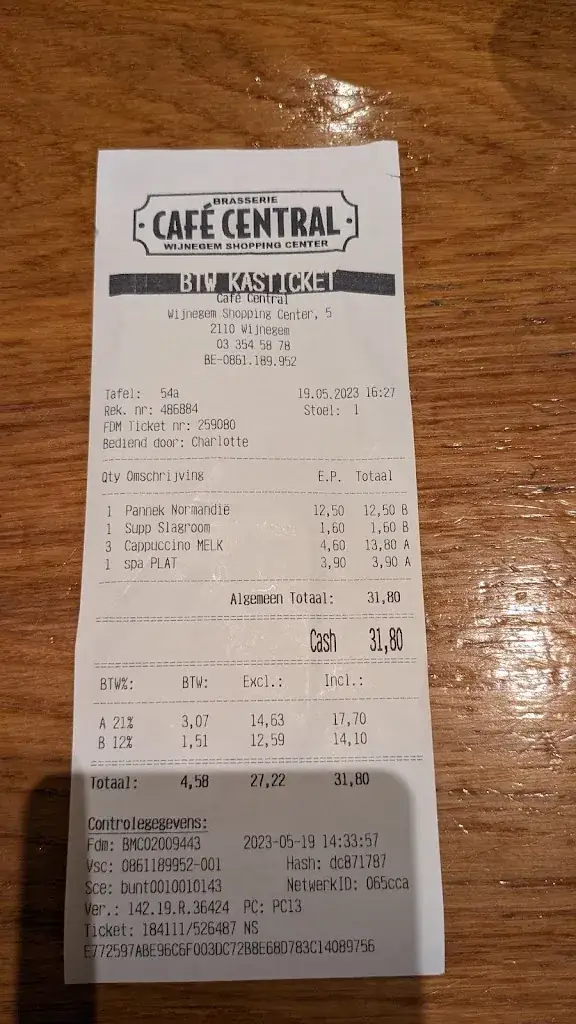 BRASSERIE
CAFÉ CENTRAL
WIJNEGEM SHOPPING CENTER
BTW KASTICKET
Café Central
Wijnegem Shopping Center, 5
2110 Wijnegem
03 354 58 78
BE-0861.189.952
Tafel: 54a 19.05.2023 16:27
Rek. nr: 486884 Stoel: 1
FDM Ticket nr: 259080
Bediend door: Charlotte
Qty Omschrijving E.P. Totaal
1 Pannek Normandië 12,50 12,50 B
1 Supp Slagroom 1,60 1,60 B
3 Cappuccino MELK 4,60 13,80 A
1 spa PLAT 3,90 3,90 A
Algemeen Totaal: 31,80
Cash 31,80
BTW%: BTW: Excl.: Incl.:
A 21% 3,07 14,63 17,70
B 12% 1,51 12,59 14,10
Totaal: 4,58 27,22 31,80
Controlegegevens:
Fdm: BMC02009443 2023-05-19 14:33:57
Vsc: 0861189952-001 Hash: dc871787
Sce: bunt0010010143 NetwerkID: 065cca
Ver.: 142.19.R.36424 PC: PC13
Ticket: 184111/526487 NS
E772597ABE96C6F003DC72B8E68D783C14089756